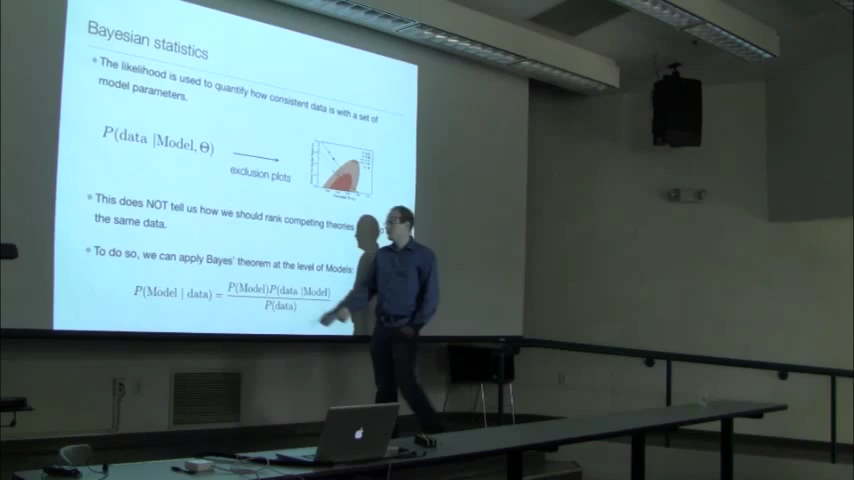 Bayesian statistics
• The likelihood is used to quantify how consistent data is with a set of
model parameters.
P(data |Model, Θ)
exclusion plots
• This does NOT tell us how we should rank competing theories
the same data.
• To do so, we can apply Bayes' theorem at the level of Models:
P(Model | data) = P(Model)P(data |Model)
P(data)